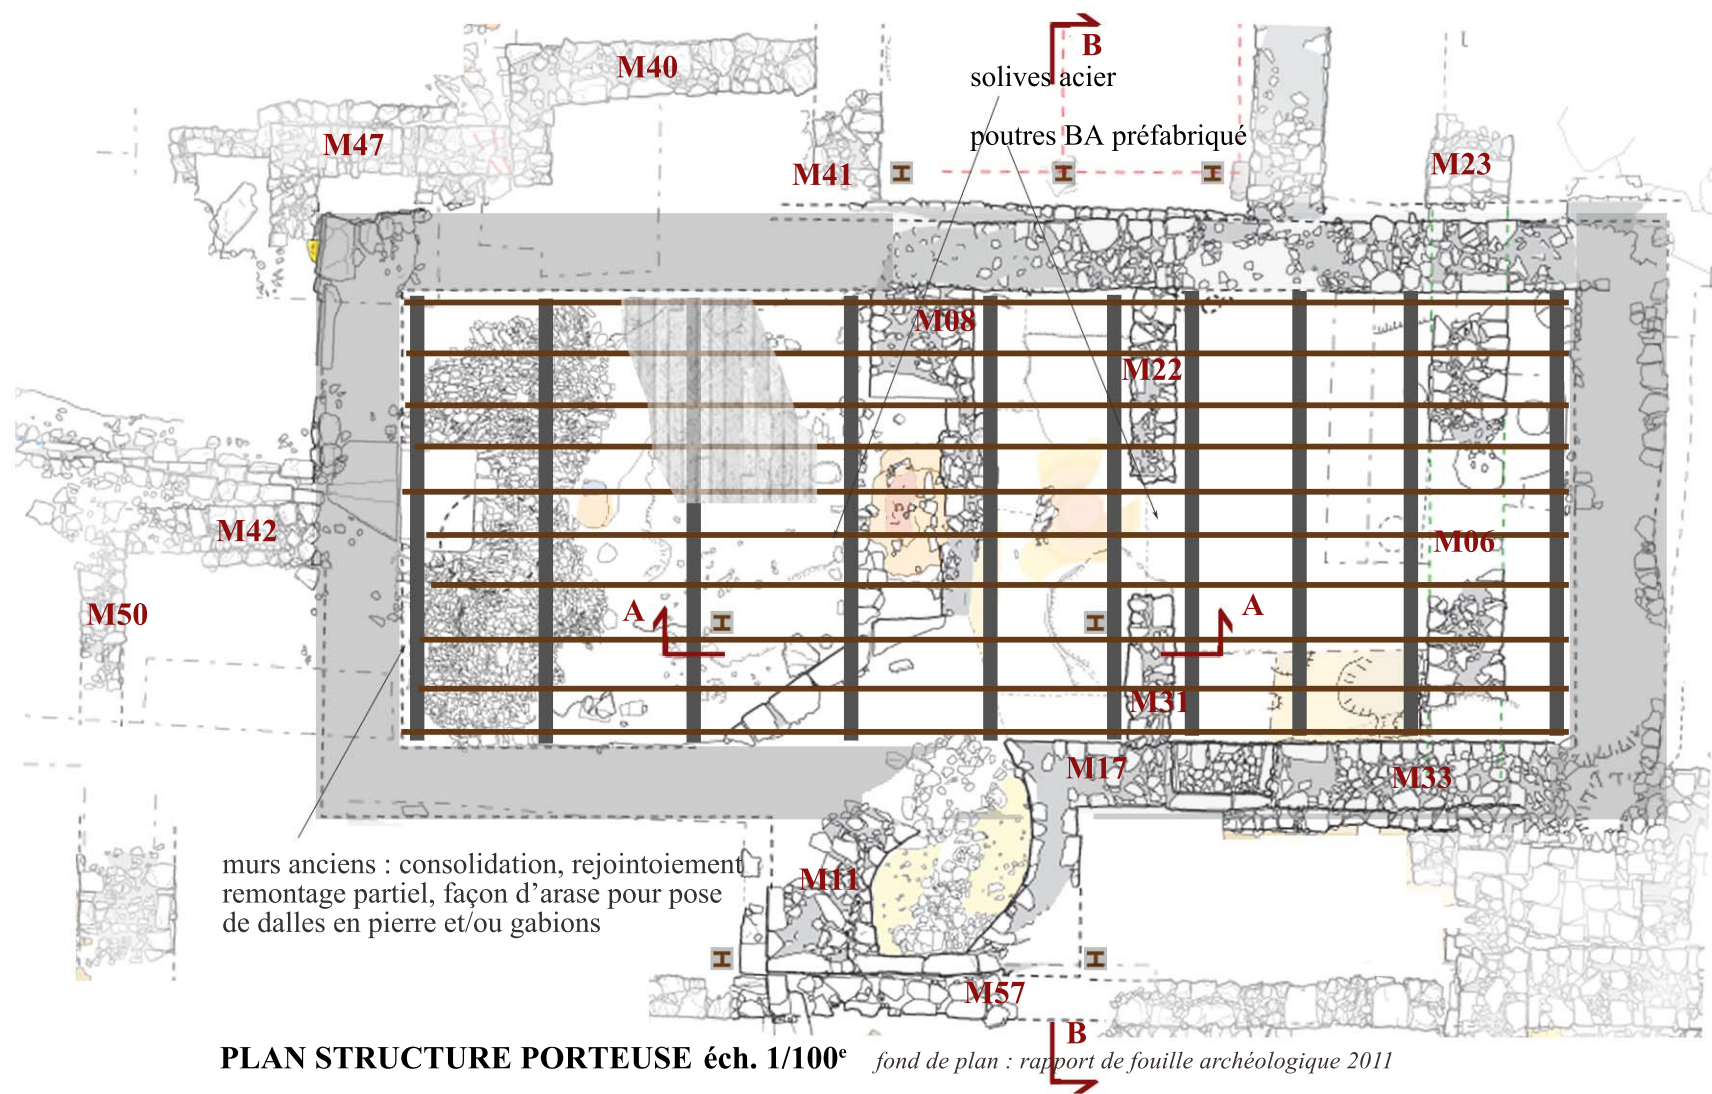 B
M40
solives acier
poutres BA préfabriqué
M47
M41
M23
M08
M22
M42
M06
M50
A
A
M31
M17
M33
murs anciens : consolidation, rejointoiement
remontage partiel, façon d’arase pour pose
de dalles en pierre et/ou gabions
M11
M57
B
PLAN STRUCTURE PORTEUSE éch. 1/100e
fond de plan : rapport de fouille archéologique 2011